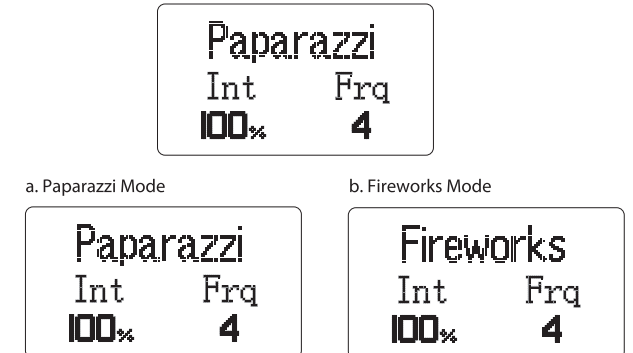 Paparazzi
Int Frq
100% 4
a. Paparazzi Mode b. Fireworks Mode
Paparazzi Fireworks
Int Frq Int Frq
100% 4 100% 4